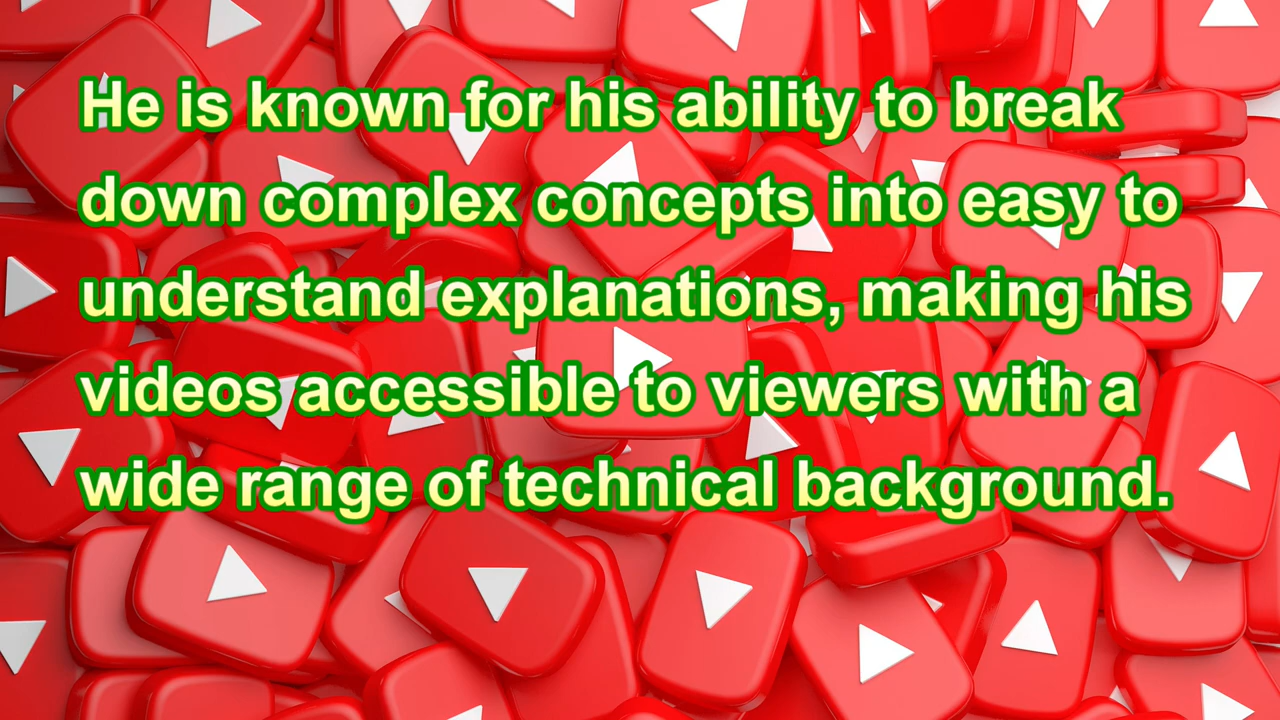 He is known for his ability to break
down complex concepts into easy to
understand explanations, making his
videos accessible to viewers with a
wide range of technical background.